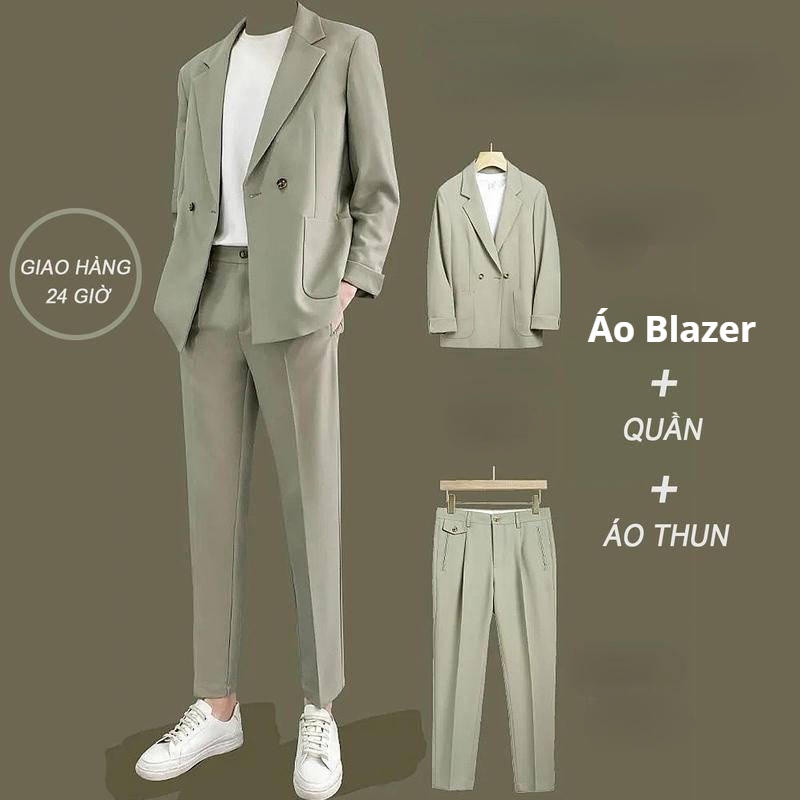 GIAO HÀNG
24 GIỜ
Áo Blazer
+
QUẦN
+
ÁO THUN